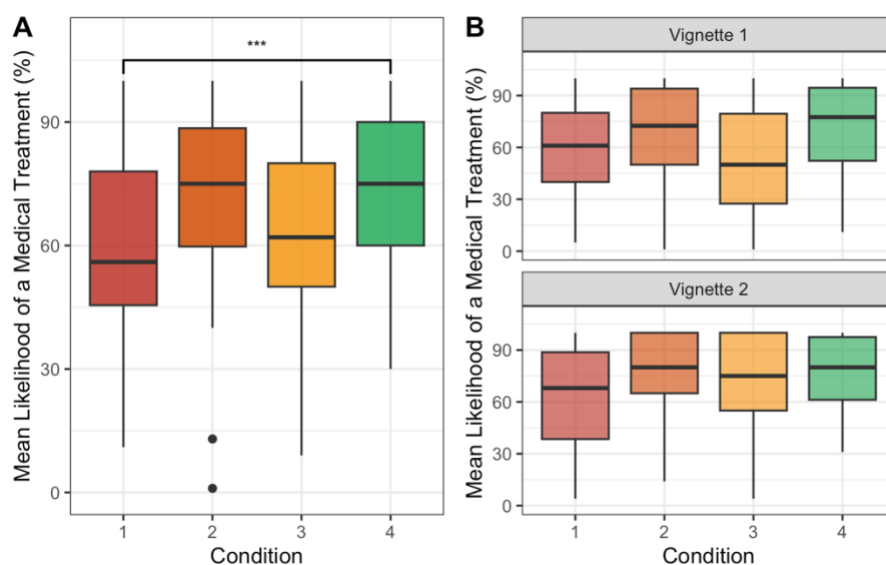 A
Mean Likelihood of a Medical Treatment (%)
90
60
30
0
***
1 2 3 4
Condition
B
Mean Likelihood of a Medical Treatment (%)
Vignette 1
90
60
30
0
Vignette 2
90
60
30
0
1 2 3 4
Condition